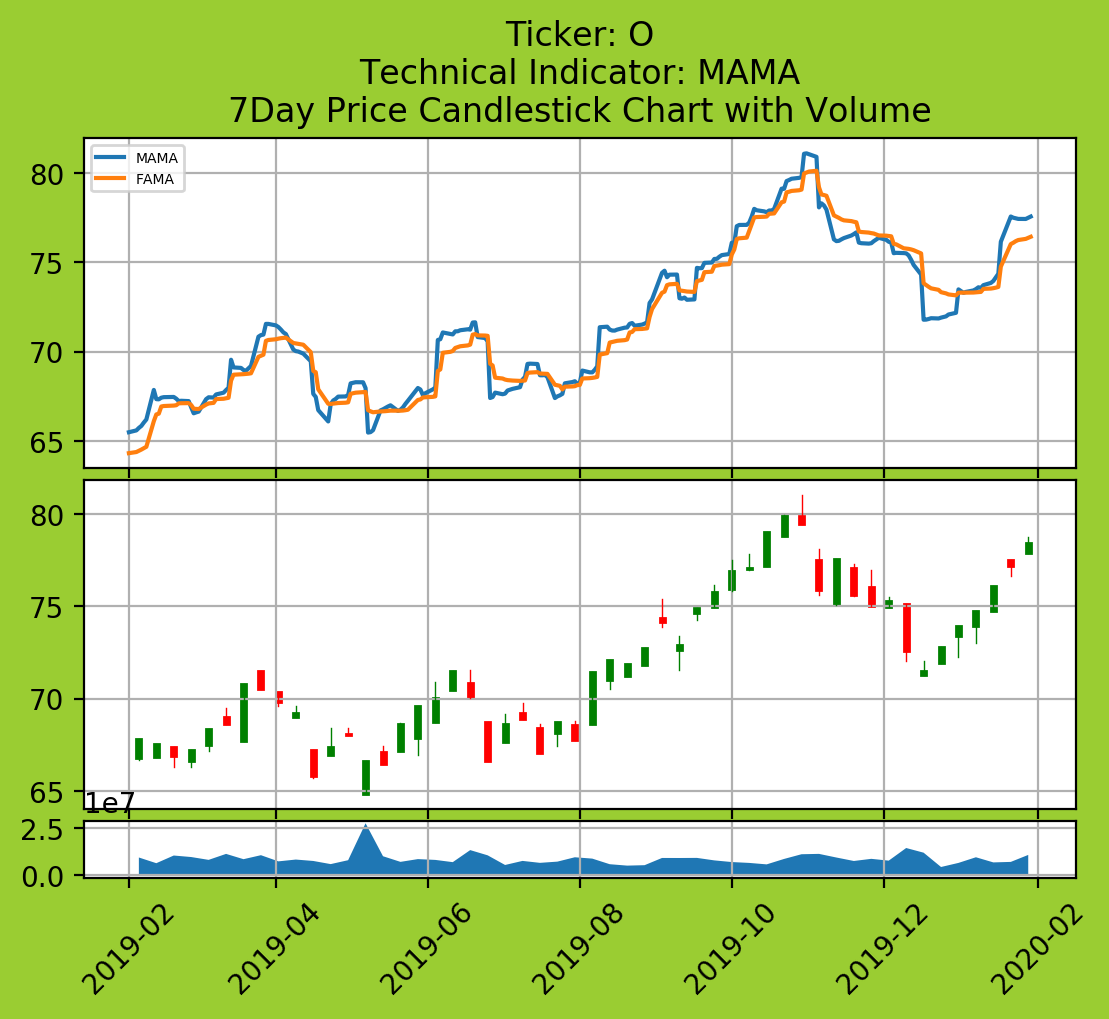 Ticker: O
Technical Indicator: MAMA
7Day Price Candlestick Chart with Volume
80
75
70
65
MAMA
FAMA
80
75
70
65
1e7
2.5
0.0
2019-02
2019-04
2019-06
2019-08
2019-10
2019-12
2020-02